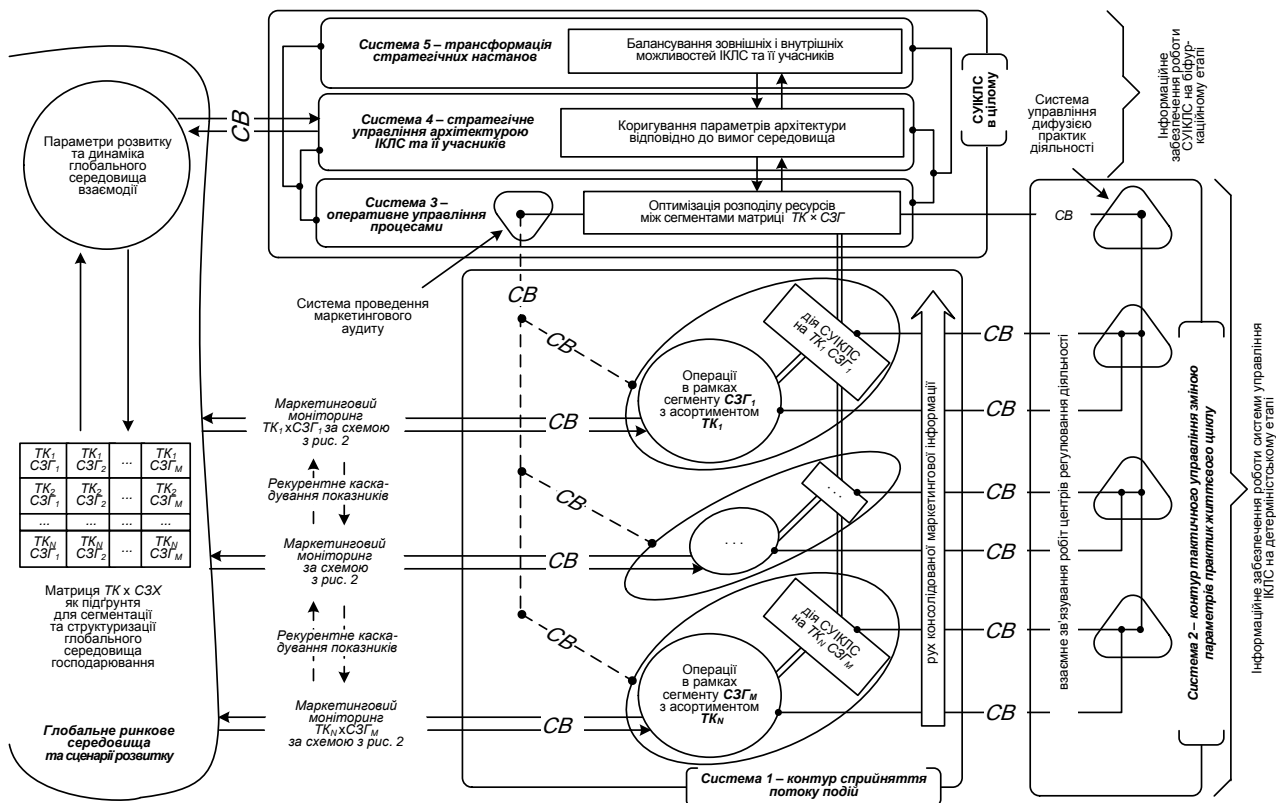 Система 5 – трансформація
стратегічних настанов
Балансування зовнішніх і внутрішніх
можливостей ІКЛС та її учасників
Система 4 – стратегічне
управління архітектурою
ІКЛС та її учасників
Коригування параметрів архітектури
відповідно до вимог середовища
Система 3 –
оперативне управління
процесами
Оптимізація розподілу ресурсів
між сегментами матриці ТК × СЗГ
СУІКЛС
в цілому
Система
управління
дифузією
практик
діяльності
Інформаційне
забезпечення роботи
СУІКЛС на біфур-
каційному етапі
Параметри розвитку
та динаміка
глобального
середовища
взаємодії
СВ
Система проведення
маркетингового
аудиту
СВ
СВ
СВ
СВ
СВ
дія СУІКЛС
на ТК1 СЗГ1
Операції
в рамках
сегменту СЗГ1
з асортиментом
ТК1
. . .
. . .
дія СУІКЛС
на ТКN СЗГM
Операції
в рамках
сегменту СЗГM
з асортиментом
ТКN
рух консолідованої маркетингової інформації
СВ
СВ
СВ
СВ
СВ
СВ
взаємне зв'язування робіт центрів регулювання діяльності
Система 2 – контур тактичного управління зміною
параметрів практик життєвого циклу
Інформаційне забезпечення роботи системи управління
ІКЛС на детерміністському етапі
Маркетинговий
моніторинг
ТК1хСЗГ1 за схемою
з рис. 2
СВ
Рекурентне каска-
дування показників
Маркетинговий
моніторинг
за схемою
з рис. 2
СВ
Рекурентне каска-
дування показників
Маркетинговий
моніторинг
ТКNхСЗГM
за схемою з рис. 2
СВ
ТК1 ТК1 ... ТК1
СЗГ1 СЗГ2 СЗГM
ТК2 ТК2 ... ТК2
СЗГ1 СЗГ2 СЗГM
... ... ... ...
ТКN ТКN ... ТКN
СЗГ1 СЗГ2 СЗГM
Матриця ТК х СЗХ
як підґрунтя
для сегментації
та структуризації
глобального
середовища
господарювання
Глобальне ринкове
середовища
та сценарії розвитку
Система 1 – контур сприйняття
потоку подій